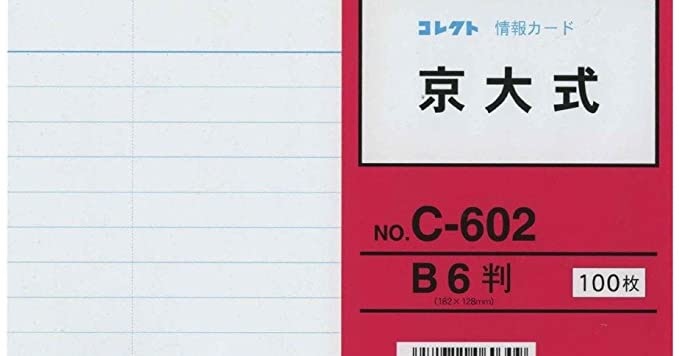 コレクト 情報カード
京大式
NO.C-602
B6判
(182×128mm)
100枚